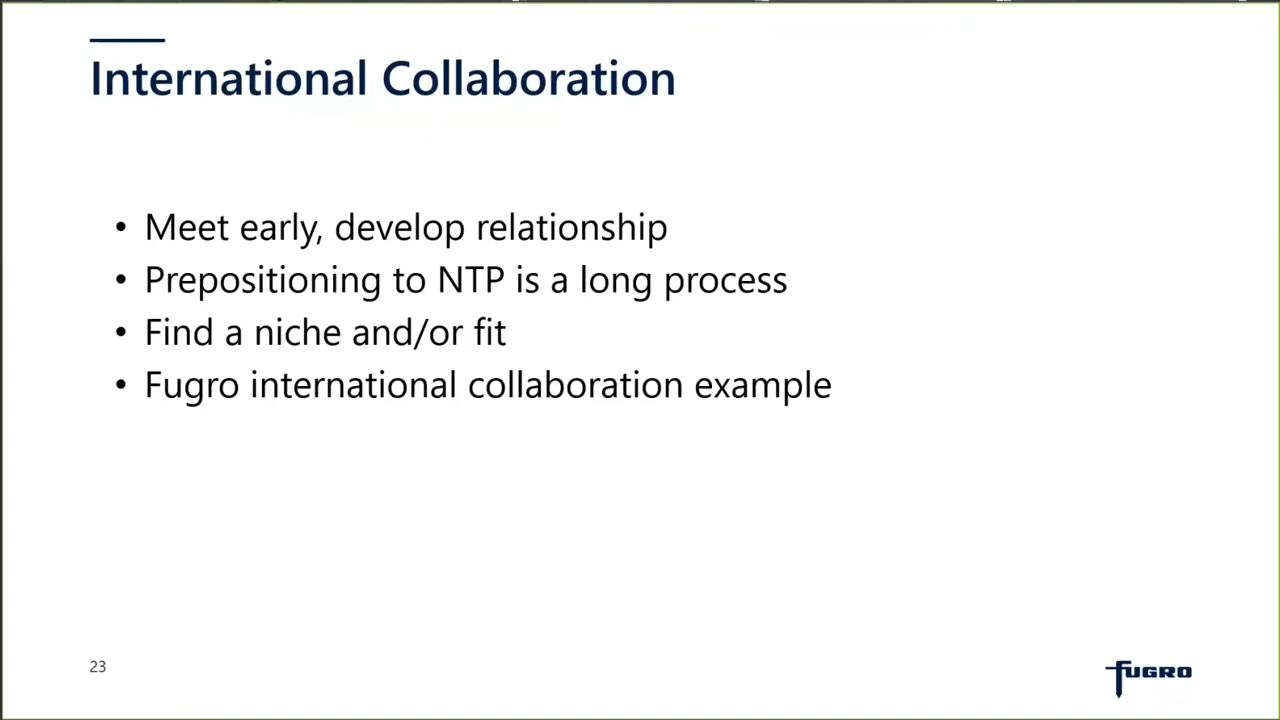 International Collaboration
• Meet early, develop relationship
• Prepositioning to NTP is a long process
• Find a niche and/or fit
• Fugro international collaboration example
23
FUGRO